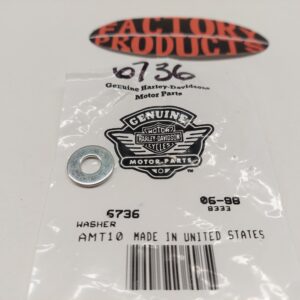 FACTORY
PRODUCTS
6736
Genuine Harley-Davidson
Motor Parts
GENUINE
MOTOR
HARLEY-DAVIDSON
CYCLES
MOTOR PARTS
6736
06-98
8333
WASHER
AMT10 MADE IN UNITED STATES